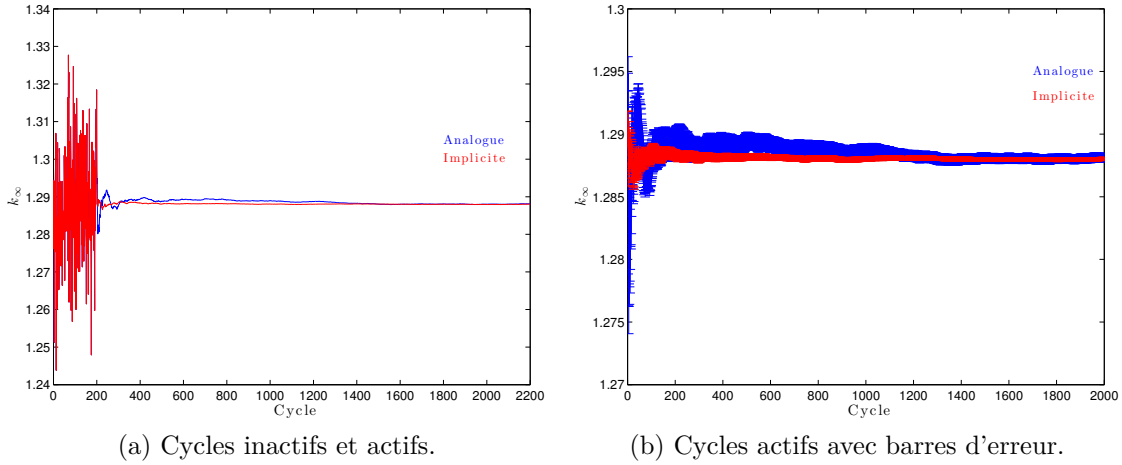 1.34
1.33
1.32
1.31
1.3
1.29
1.28
1.27
1.26
1.25
1.24
k∞
Analogue
Implicite
0 200 400 600 800 1000 1200 1400 1600 1800 2000 2200
Cycle
(a) Cycles inactifs et actifs.
1.3
1.295
1.29
1.285
1.28
1.275
1.27
k∞
Analogue
Implicite
0 200 400 600 800 1000 1200 1400 1600 1800 2000
Cycle
(b) Cycles actifs avec barres d'erreur.